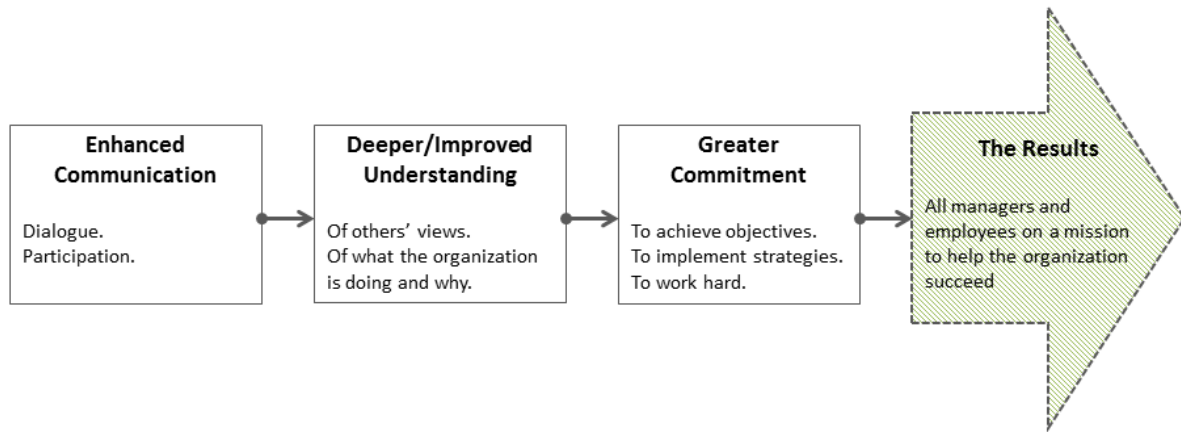 Enhanced
Communication
Dialogue.
Participation.
Deeper/Improved
Understanding
Of others’ views.
Of what the organization
is doing and why.
Greater
Commitment
To achieve objectives.
To implement strategies.
To work hard.
The Results
All managers and
employees on a mission
to help the organization
succeed